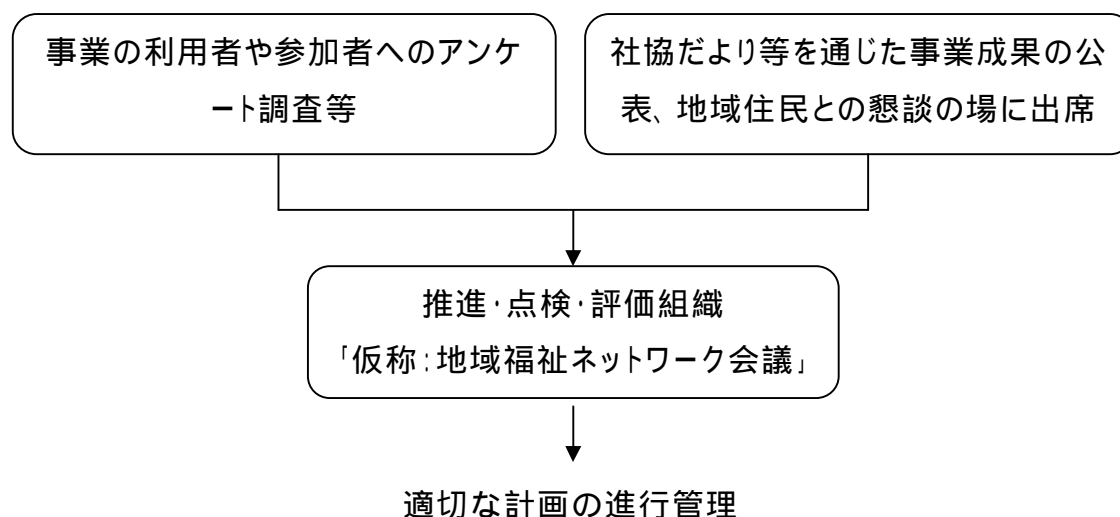 事業の利用者や参加者へのアンケ
ート調査等
社協だより等を通じた事業成果の公
表、地域住民との懇談の場に出席
推進・点検・評価組織
「仮称:地域福祉ネットワーク会議」
適切な計画の進行管理